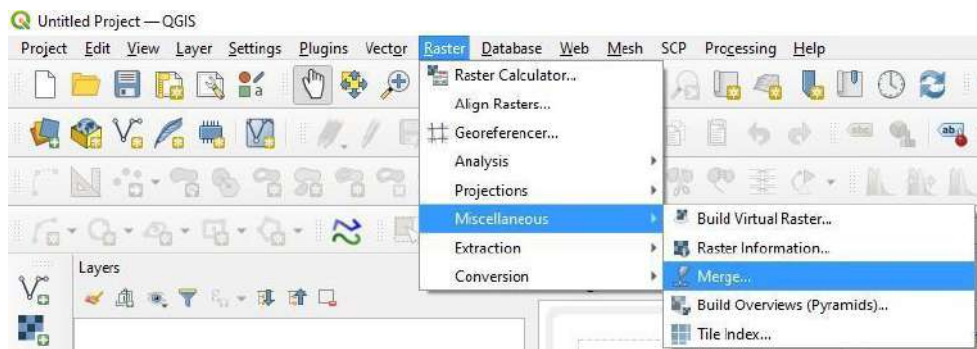 Untitled Project — QGIS
Project Edit View Layer Settings Plugins Vector Raster Database Web Mesh SCP Processing Help
Raster Calculator...
Align Rasters...
Georeferencer...
Analysis
Projections
Miscellaneous
Extraction
Conversion
Build Virtual Raster...
Raster Information...
Merge...
Build Overviews (Pyramids)...
Tile Index...
Layers